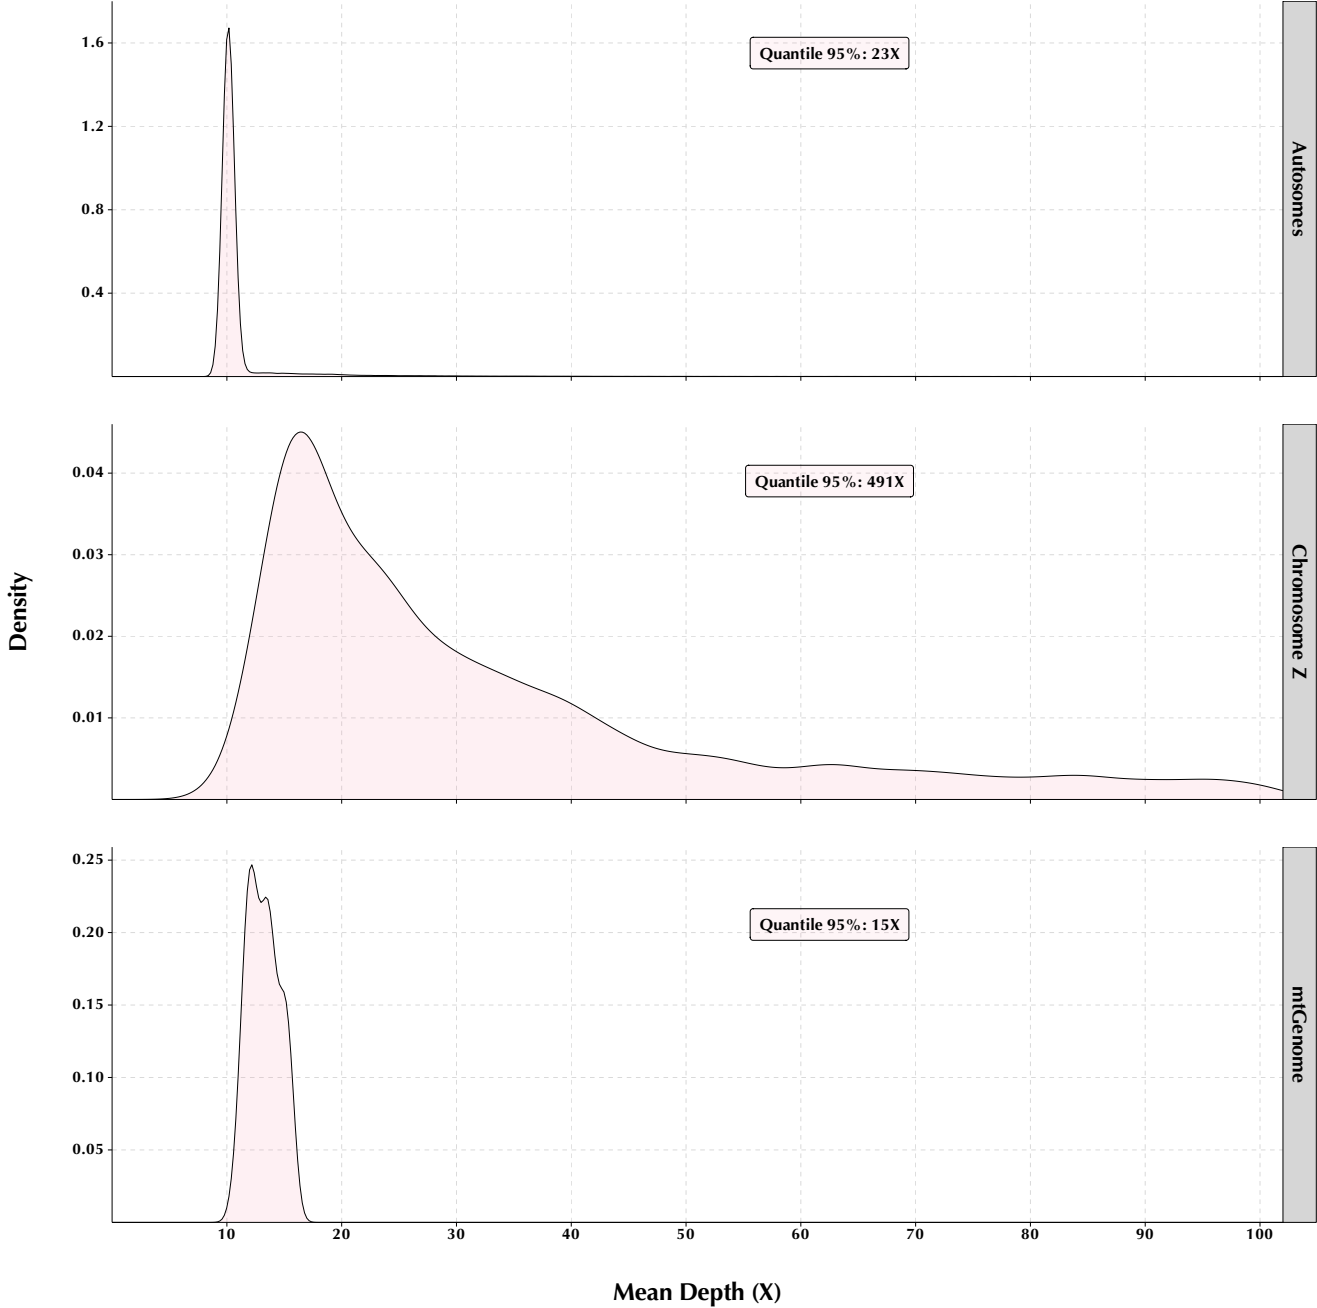 1.6
1.2
0.8
0.4
Quantile 95%: 23X
Autosomes
0.04
0.03
0.02
0.01
Quantile 95%: 491X
Chromosome Z
Density
0.25
0.20
0.15
0.10
0.05
Quantile 95%: 15X
mtGenome
10 20 30 40 50 60 70 80 90 100
Mean Depth (X)